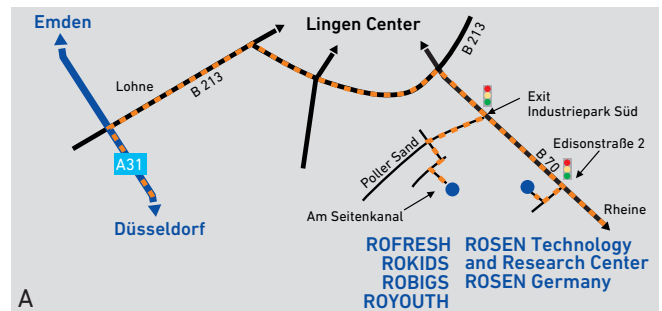 Emden
Lingen Center
B 213
Lohne
B 213
Exit
Industriepark Süd
A31
Poller Sand
B 70
Edisonstraße 2
Am Seitenkanal
Rheine
Düsseldorf
ROFRESH
ROKIDS
ROBIGS
ROYOUTH
ROSEN Technology
and Research Center
ROSEN Germany
A